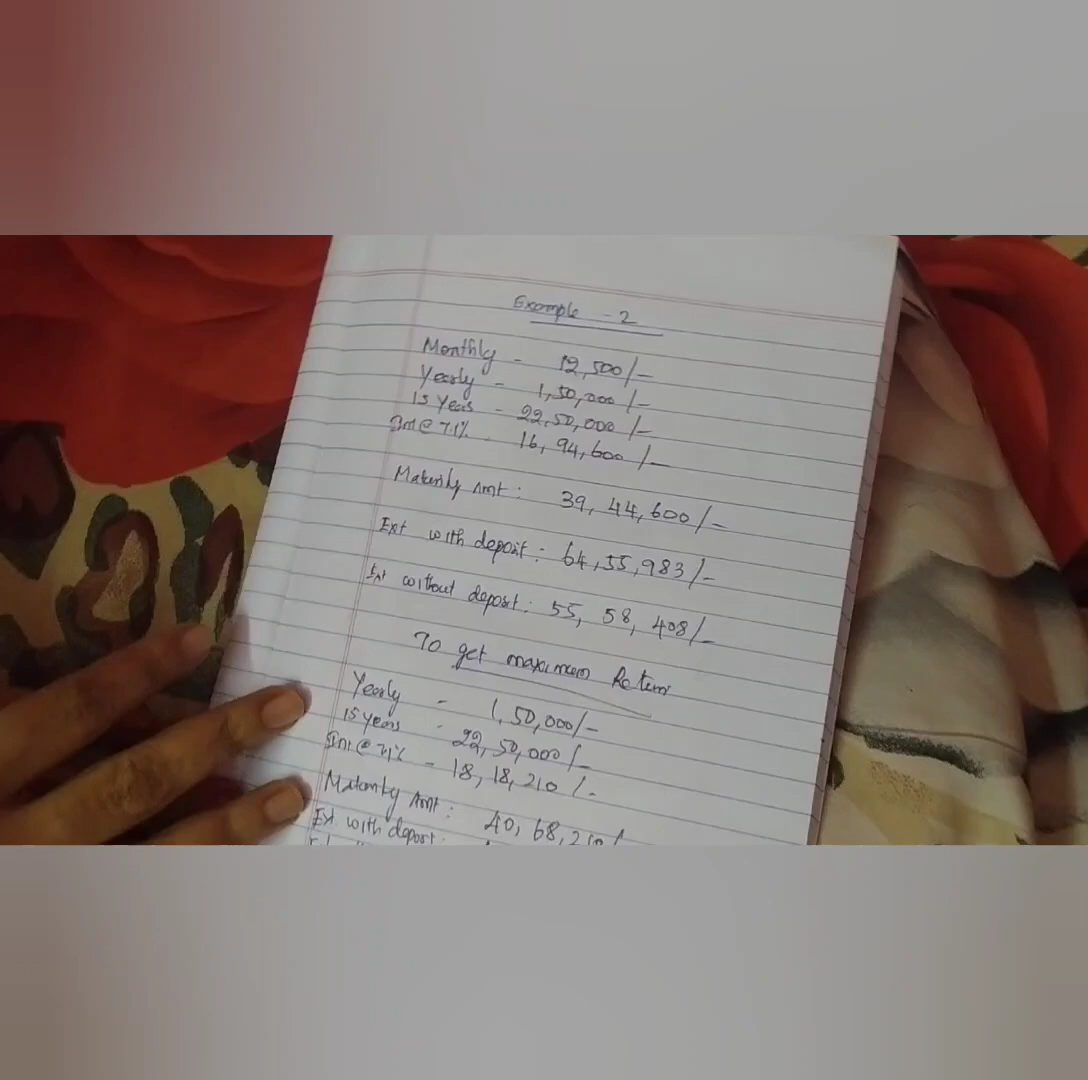 Example - 2
Monthly - 12,500/-
Yearly - 1,50,000/-
15 Years - 22,50,000/-
Int@ 7.1% - 16,94,600/-
Maturity Amt : 39,44,600/-
Ext with deposit : 64,55,983/-
Ext without deposit : 55,58,408/-
To get maximum Return
Yearly - 1,50,000/-
15 years - 22,50,000/-
Int@ 7.1% - 18,18,210/-
Maturity Amt : 40,68,210/
Ext with deposit :